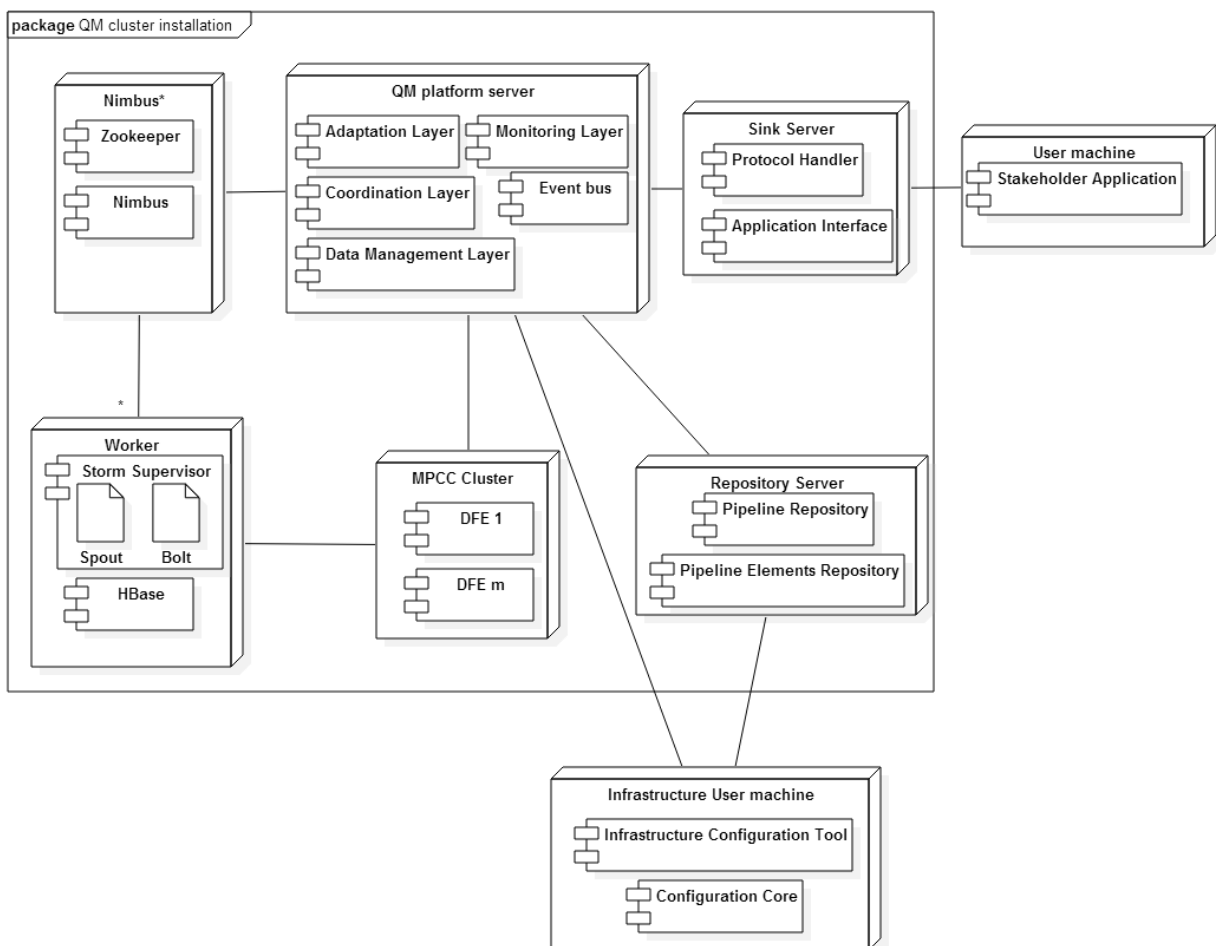 package QM cluster installation
Nimbus*
Zookeeper
Nimbus
QM platform server
Adaptation Layer
Monitoring Layer
Coordination Layer
Event bus
Data Management Layer
Sink Server
Protocol Handler
Application Interface
User machine
Stakeholder Application
*
Worker
Storm Supervisor
Spout
Bolt
HBase
MPCC Cluster
DFE 1
DFE m
Repository Server
Pipeline Repository
Pipeline Elements Repository
Infrastructure User machine
Infrastructure Configuration Tool
Configuration Core